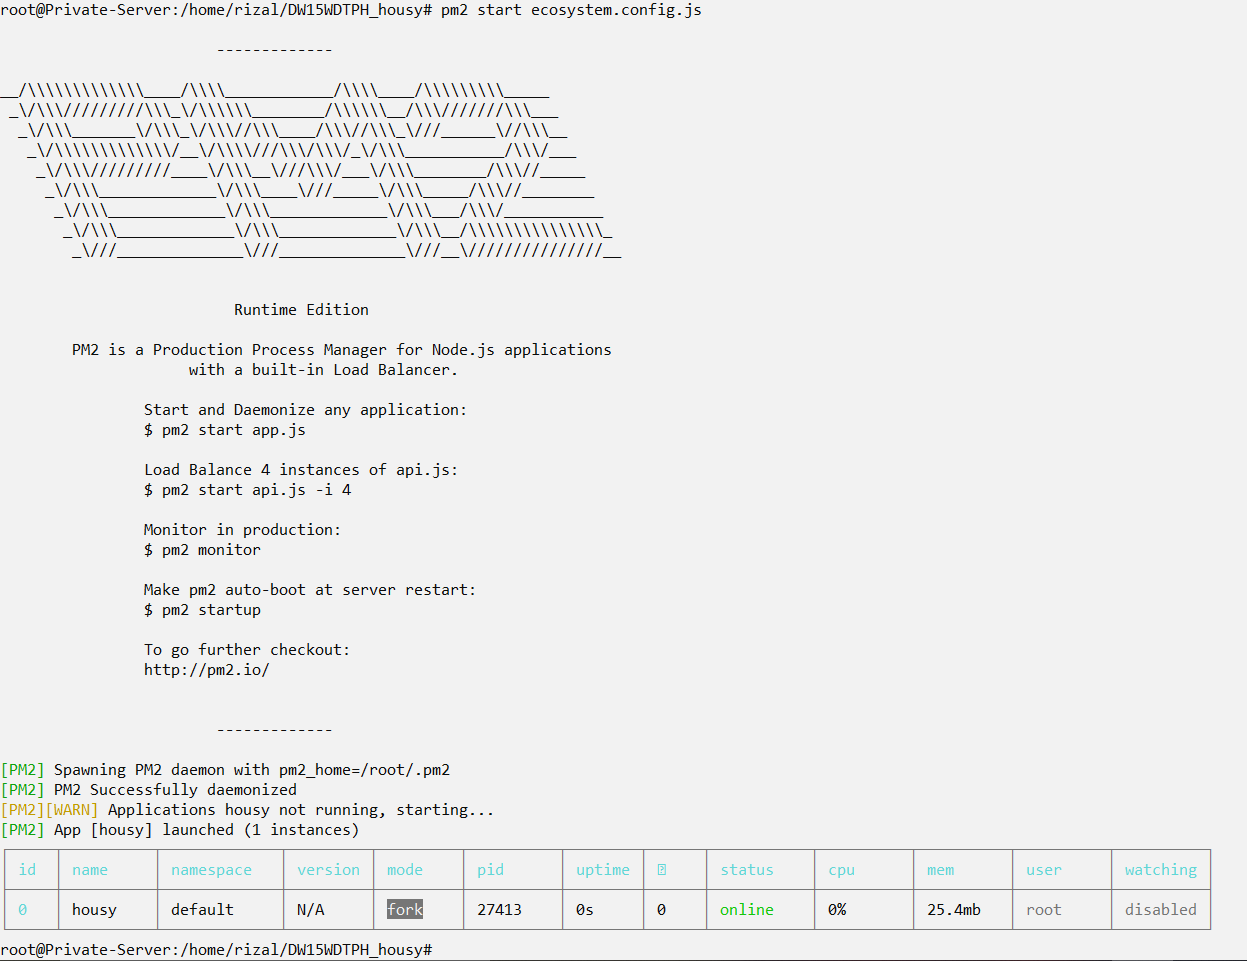 root@Private-Server:/home/rizal/DW15WDTPH_housy# pm2 start ecosystem.config.js
-------------
__/\\\\\\\\\\\\\____/\\\\____________/\\\\____/\\\\\\\\\_____
_\/\\\/////////\\\_\/\\\\\\________/\\\\\\__/\\\///////\\\___
_\/\\\_______\/\\\_\/\\\//\\\____/\\\//\\\_\///______\//\\\__
_\/\\\\\\\\\\\\\/__\/\\\\///\\\/\\\/_\/\\\___________/\\\/___
_\/\\\/////////____\/\\\__\///\\\/___\/\\\________/\\\//_____
_\/\\\_____________\/\\\____\///_____\/\\\_____/\\\//________
_\/\\\_____________\/\\\_____________\/\\\___/\\\/___________
_\/\\\_____________\/\\\_____________\/\\\__/\\\\\\\\\\\\\\\_
_\///______________\///______________\///__\///////////////__
Runtime Edition
PM2 is a Production Process Manager for Node.js applications
with a built-in Load Balancer.
Start and Daemonize any application:
$ pm2 start app.js
Load Balance 4 instances of api.js:
$ pm2 start api.js -i 4
Monitor in production:
$ pm2 monitor
Make pm2 auto-boot at server restart:
$ pm2 startup
To go further checkout:
http://pm2.io/
-------------
[PM2] Spawning PM2 daemon with pm2_home=/root/.pm2
[PM2] PM2 Successfully daemonized
[PM2][WARN] Applications housy not running, starting...
[PM2] App [housy] launched (1 instances)
id name namespace version mode pid uptime status cpu mem user watching
0 housy default N/A fork 27413 0s 0 online 0% 25.4mb root disabled
root@Private-Server:/home/rizal/DW15WDTPH_housy#